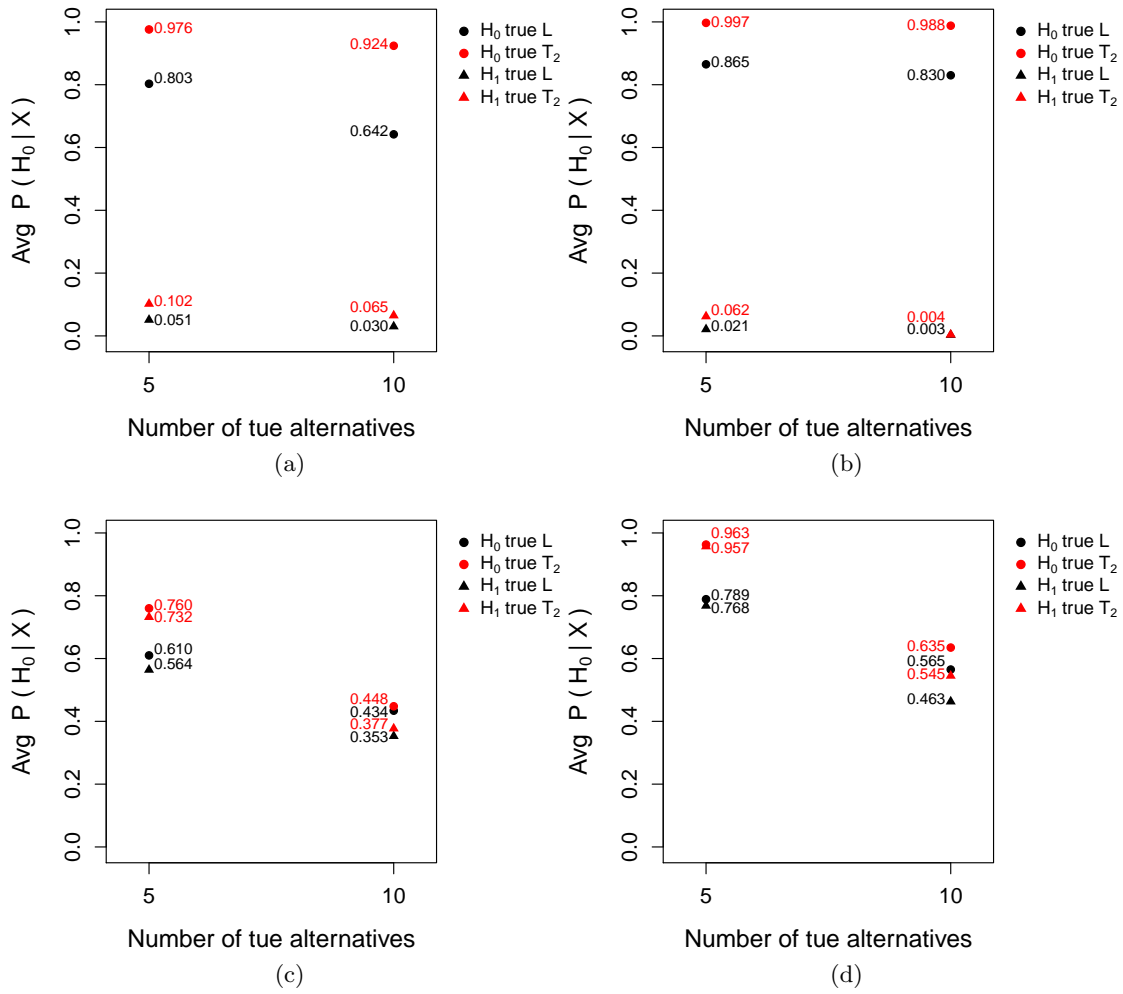 Avg P ( H₀ | X )
1.0
0.8
0.6
0.4
0.2
0.0
0.976
0.924
0.803
0.642
0.102
0.051
0.065
0.030
5 10
Number of tue alternatives
H₀ true L
H₀ true T₂
H₁ true L
H₁ true T₂
(a)
Avg P ( H₀ | X )
1.0
0.8
0.6
0.4
0.2
0.0
0.997
0.988
0.865
0.830
0.062
0.021
0.004
0.003
5 10
Number of tue alternatives
H₀ true L
H₀ true T₂
H₁ true L
H₁ true T₂
(b)
Avg P ( H₀ | X )
1.0
0.8
0.6
0.4
0.2
0.0
0.760
0.732
0.610
0.564
0.448
0.434
0.377
0.353
5 10
Number of tue alternatives
H₀ true L
H₀ true T₂
H₁ true L
H₁ true T₂
(c)
Avg P ( H₀ | X )
1.0
0.8
0.6
0.4
0.2
0.0
0.963
0.957
0.789
0.768
0.635
0.565
0.545
0.463
5 10
Number of tue alternatives
H₀ true L
H₀ true T₂
H₁ true L
H₁ true T₂
(d)